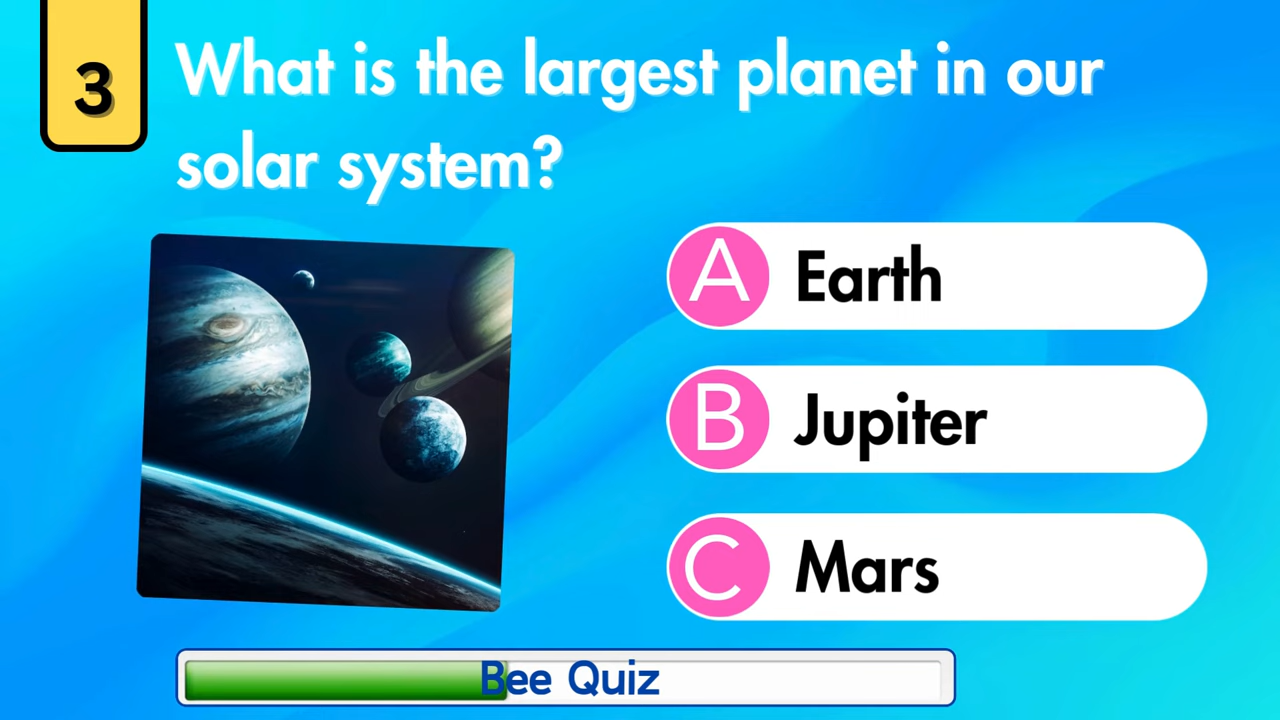 3
What is the largest planet in our
solar system?
A Earth
B Jupiter
C Mars
Bee Quiz